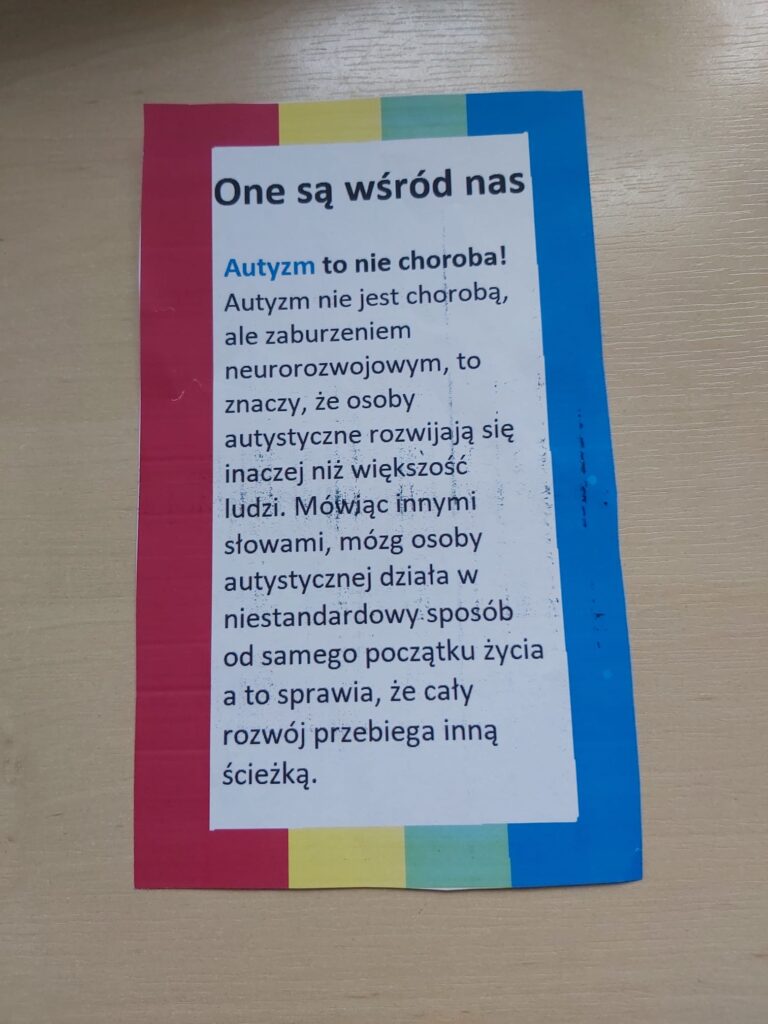 One są wśród nas
Autyzm to nie choroba!
Autyzm nie jest chorobą,
ale zaburzeniem
neurorozwojowym, to
znaczy, że osoby
autystyczne rozwijają się
inaczej niż większość
ludzi. Mówiąc innymi
słowami, mózg osoby
autystycznej działa w
niestandardowy sposób
od samego początku życia
a to sprawia, że cały
rozwój przebiega inną
ścieżką.